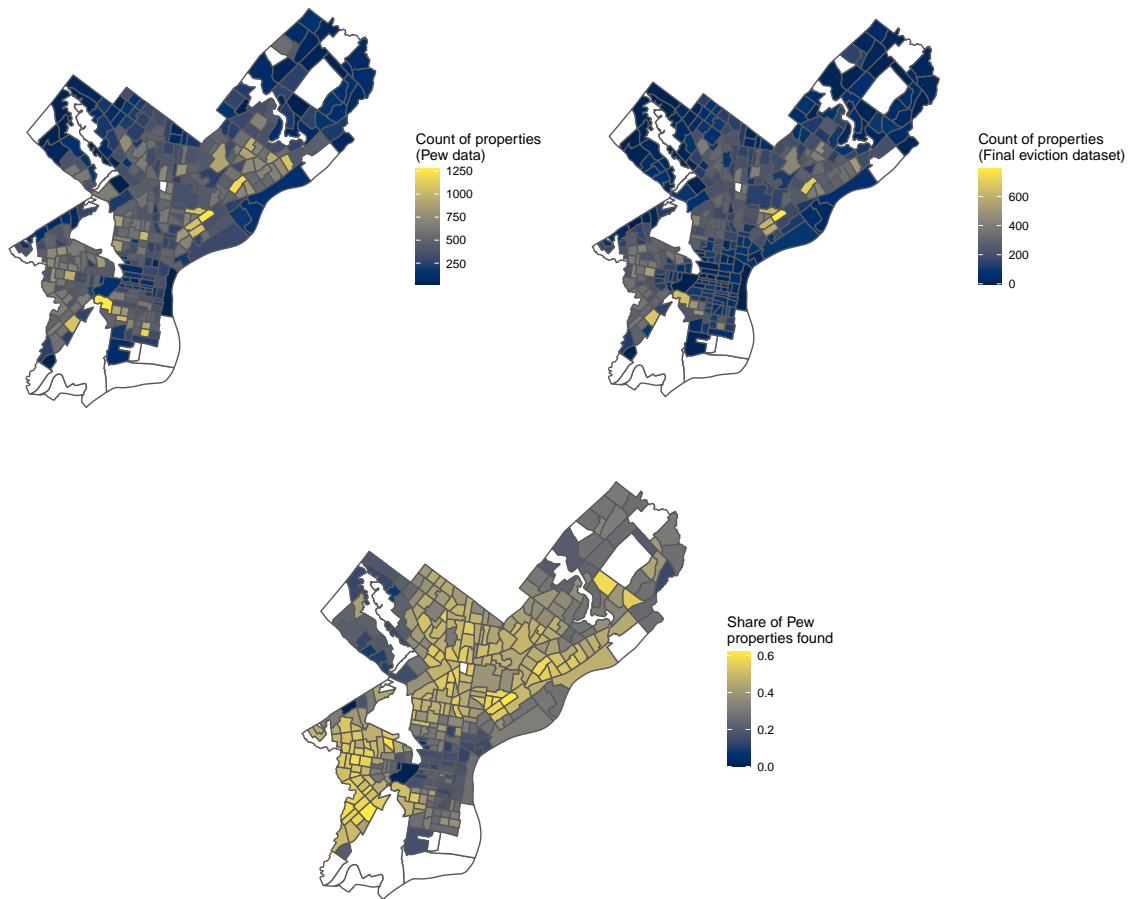 Count of properties
(Pew data)
1250
1000
750
500
250
Count of properties
(Final eviction dataset)
600
400
200
0
Share of Pew
properties found
0.6
0.4
0.2
0.0